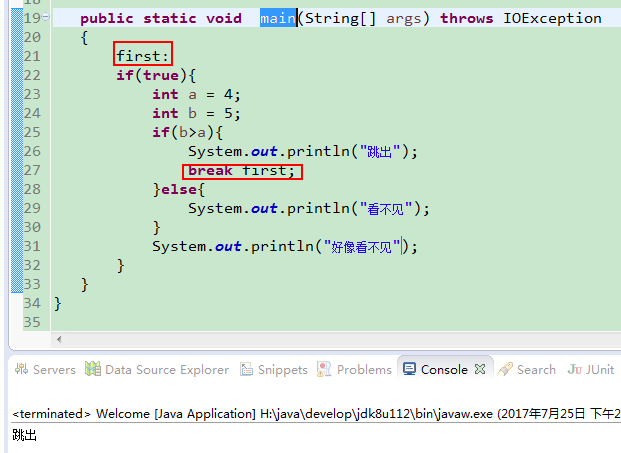 19 public static void main(String[] args) throws IOException
20 {
21 first:
22 if(true){
23 int a = 4;
24 int b = 5;
25 if(b>a){
26 System.out.println("跳出");
27 break first;
28 }else{
29 System.out.println("看不见");
30 }
31 System.out.println("好像看不见");
32 }
33 }
34 }
35
Servers Data Source Explorer Snippets Problems Console Search JUnit
<terminated> Welcome [Java Application] H:\java\develop\jdk8u112\bin\javaw.exe (2017年7月25日 下午2
跳出